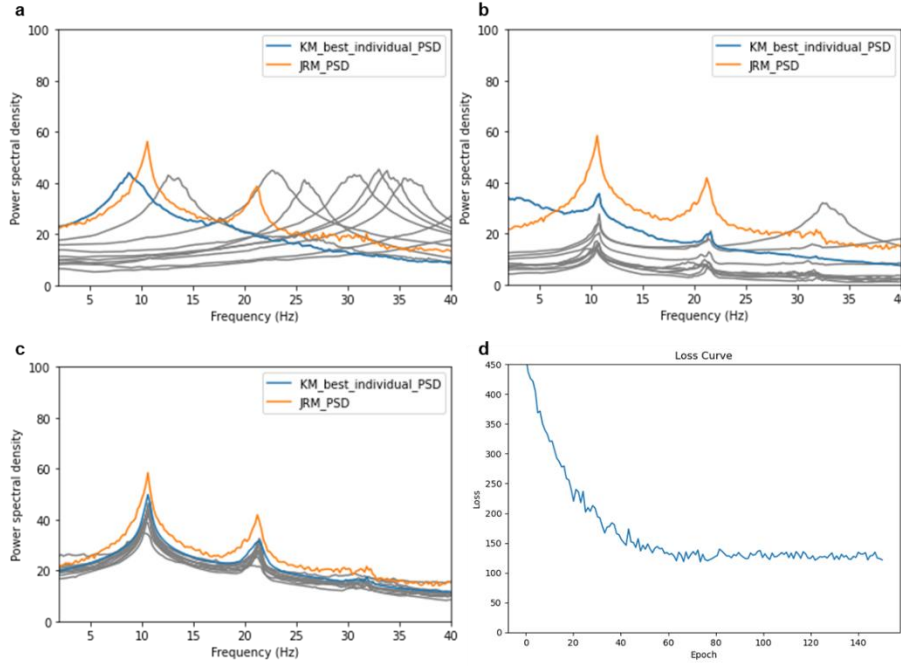 a
100
80
60
40
20
0
Power spectral density
KM_best_individual_PSD
JRM_PSD
5 10 15 20 25 30 35 40
Frequency (Hz)
b
100
80
60
40
20
0
Power spectral density
KM_best_individual_PSD
JRM_PSD
5 10 15 20 25 30 35 40
Frequency (Hz)
c
100
80
60
40
20
0
Power spectral density
KM_best_individual_PSD
JRM_PSD
5 10 15 20 25 30 35 40
Frequency (Hz)
d
Loss Curve
450
400
350
300
250
200
150
100
50
0
Loss
0 20 40 60 80 100 120 140
Epoch